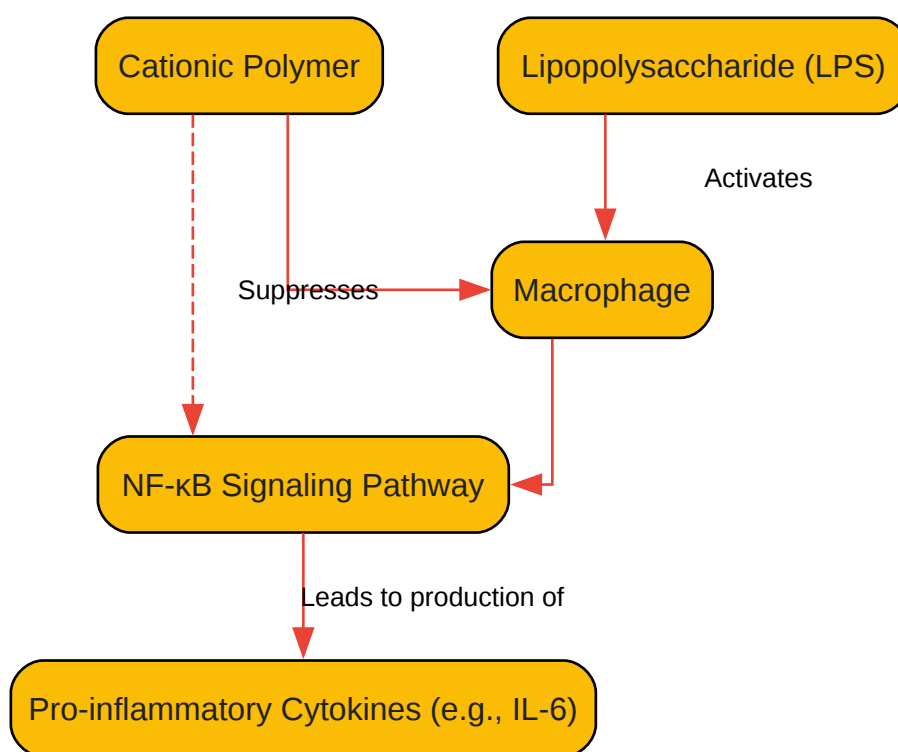 Cationic Polymer
Lipopolysaccharide (LPS)
Activates
Suppresses
Macrophage
NF-κB Signaling Pathway
Leads to production of
Pro-inflammatory Cytokines (e.g., IL-6)